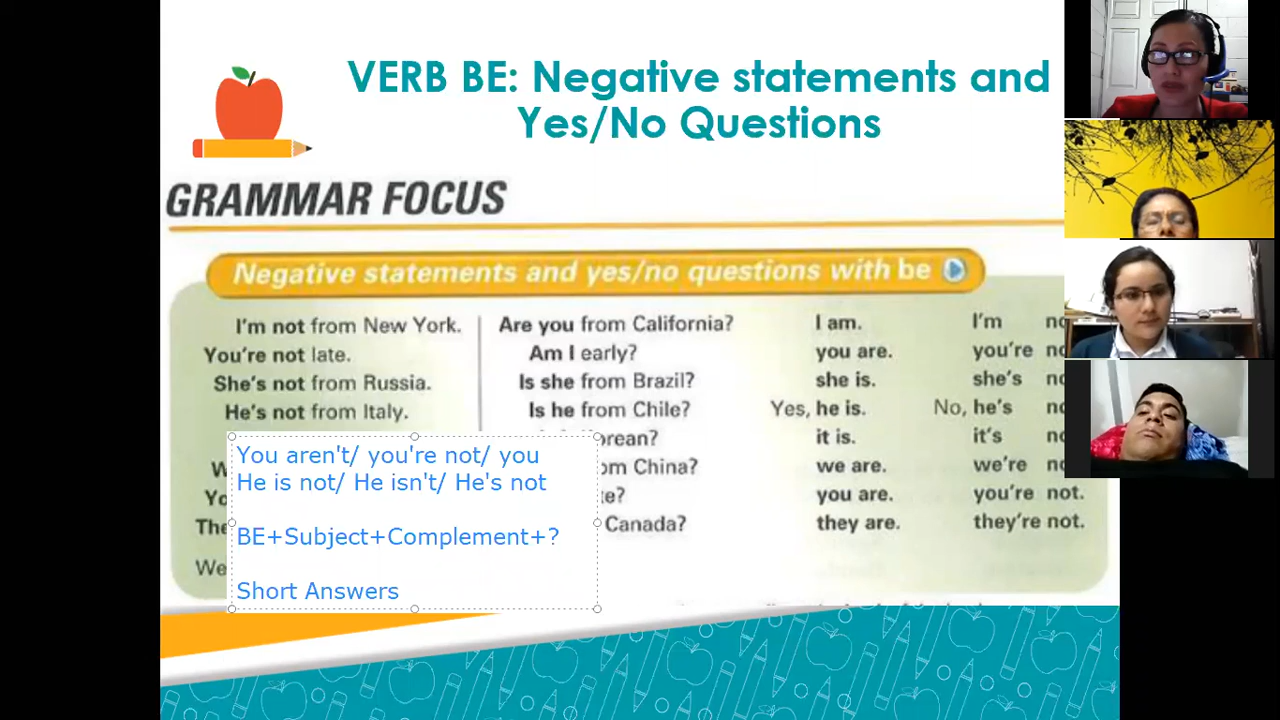 VERB BE: Negative statements and
Yes/No Questions
GRAMMAR FOCUS
Negative statements and yes/no questions with be
I'm not from New York.
You're not late.
She's not from Russia.
He's not from Italy.
We
You aren't/ you're not/ you
He is not/ He isn't/ He's not
BE+Subject+Complement+?
Short Answers
Are you from California?
Am I early?
Is she from Brazil?
Is he from Chile?
China?
Canada?
I am.
you are.
she is.
Yes, he is.
it is.
we are.
you are.
they are.
I'm
you're
she's
No, he's
it's
we're
you're not.
they're not.